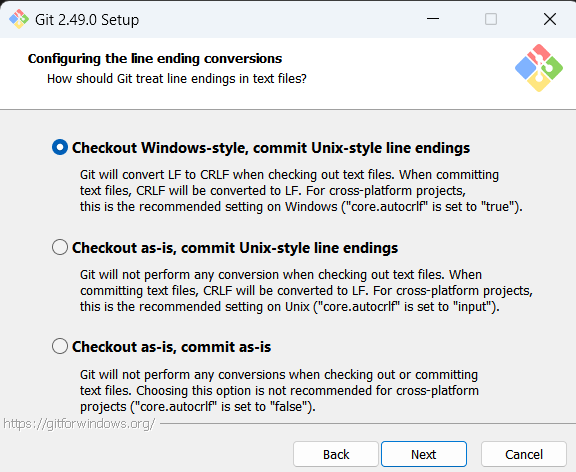 Git 2.49.0 Setup
Configuring the line ending conversions
How should Git treat line endings in text files?
Checkout Windows-style, commit Unix-style line endings
Git will convert LF to CRLF when checking out text files. When committing
text files, CRLF will be converted to LF. For cross-platform projects,
this is the recommended setting on Windows ("core.autocrlf" is set to "true").
Checkout as-is, commit Unix-style line endings
Git will not perform any conversion when checking out text files. When
committing text files, CRLF will be converted to LF. For cross-platform projects,
this is the recommended setting on Unix ("core.autocrlf" is set to "input").
Checkout as-is, commit as-is
Git will not perform any conversions when checking out or committing
text files. Choosing this option is not recommended for cross-platform
projects ("core.autocrlf" is set to "false").
https://gitforwindows.org/
Back Next Cancel